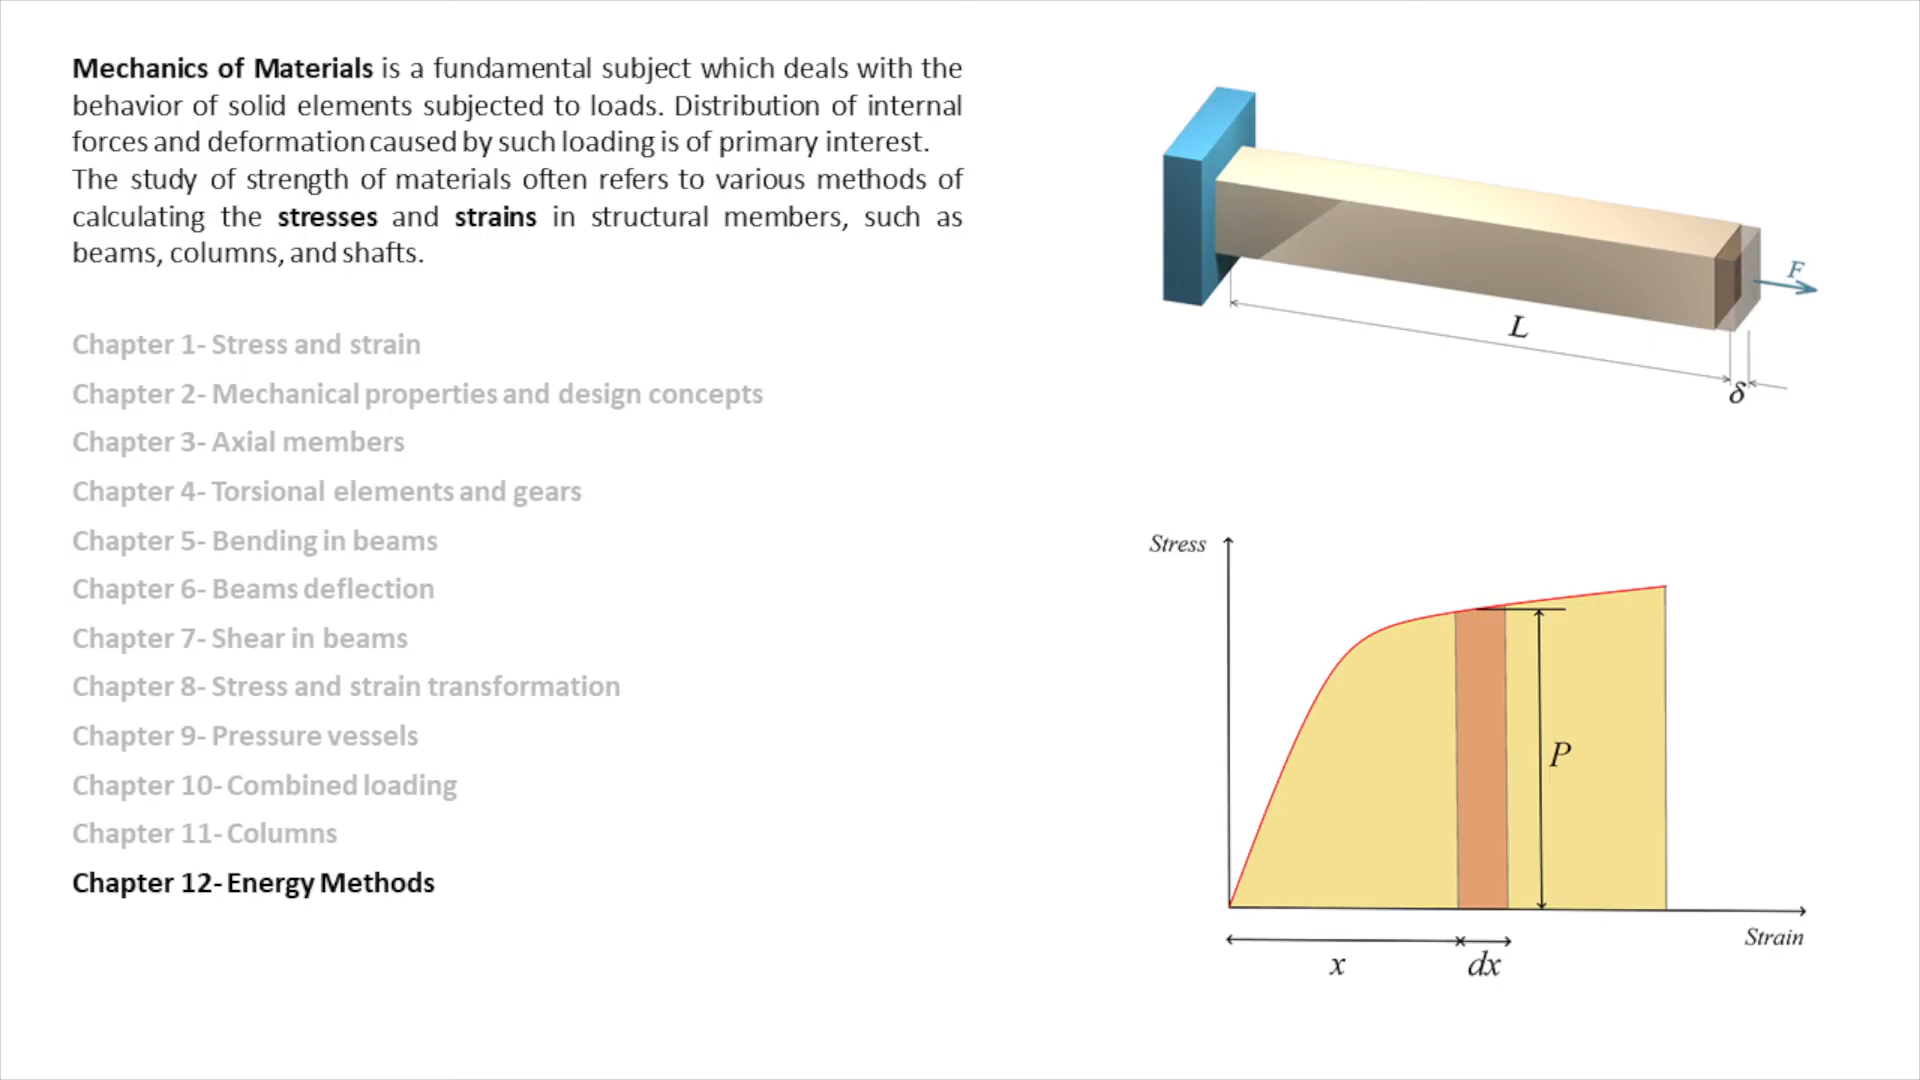 Mechanics of Materials is a fundamental subject which deals with the
behavior of solid elements subjected to loads. Distribution of internal
forces and deformation caused by such loading is of primary interest.
The study of strength of materials often refers to various methods of
calculating the stresses and strains in structural members, such as
beams, columns, and shafts.
Chapter 1- Stress and strain
Chapter 2- Mechanical properties and design concepts
Chapter 3- Axial members
Chapter 4- Torsional elements and gears
Chapter 5- Bending in beams
Chapter 6- Beams deflection
Chapter 7- Shear in beams
Chapter 8- Stress and strain transformation
Chapter 9- Pressure vessels
Chapter 10- Combined loading
Chapter 11- Columns
Chapter 12- Energy Methods
F
L
δ
Stress
P
Strain
x
dx